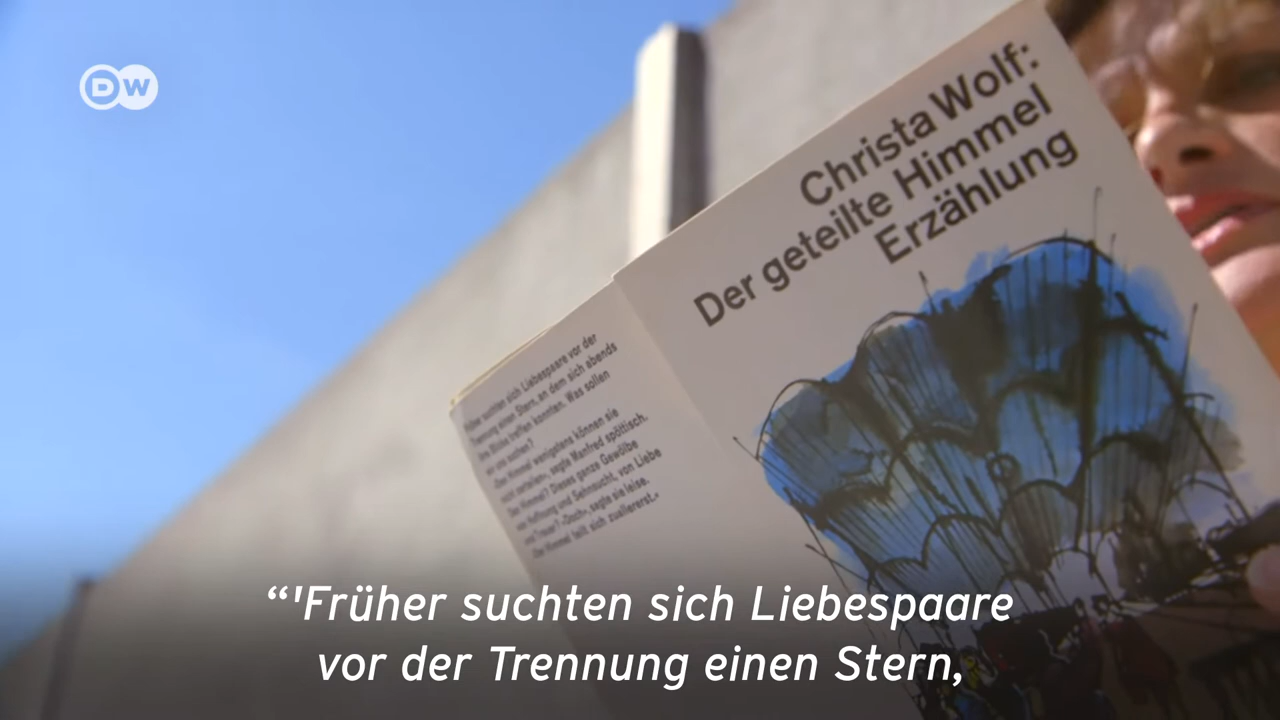 DW
Christa Wolf:
Der geteilte Himmel
Erzählung
Früher suchten sich Liebespaare vor der
Trennung einen Stern, an dem sich abends
ihre Blicke treffen konnten. Was sollen
wir uns suchen?
»Den Himmel wenigstens können sie
nicht zerteilen«, sagte Manfred spöttisch.
Den Himmel? Dieses ganze Gewölbe
von Hoffnung und Sehnsucht, von Liebe
und Trauer? »Doch«, sagte sie leise.
»Der Himmel teilt sich zuallererst.«
“'Früher suchten sich Liebespaare
vor der Trennung einen Stern,